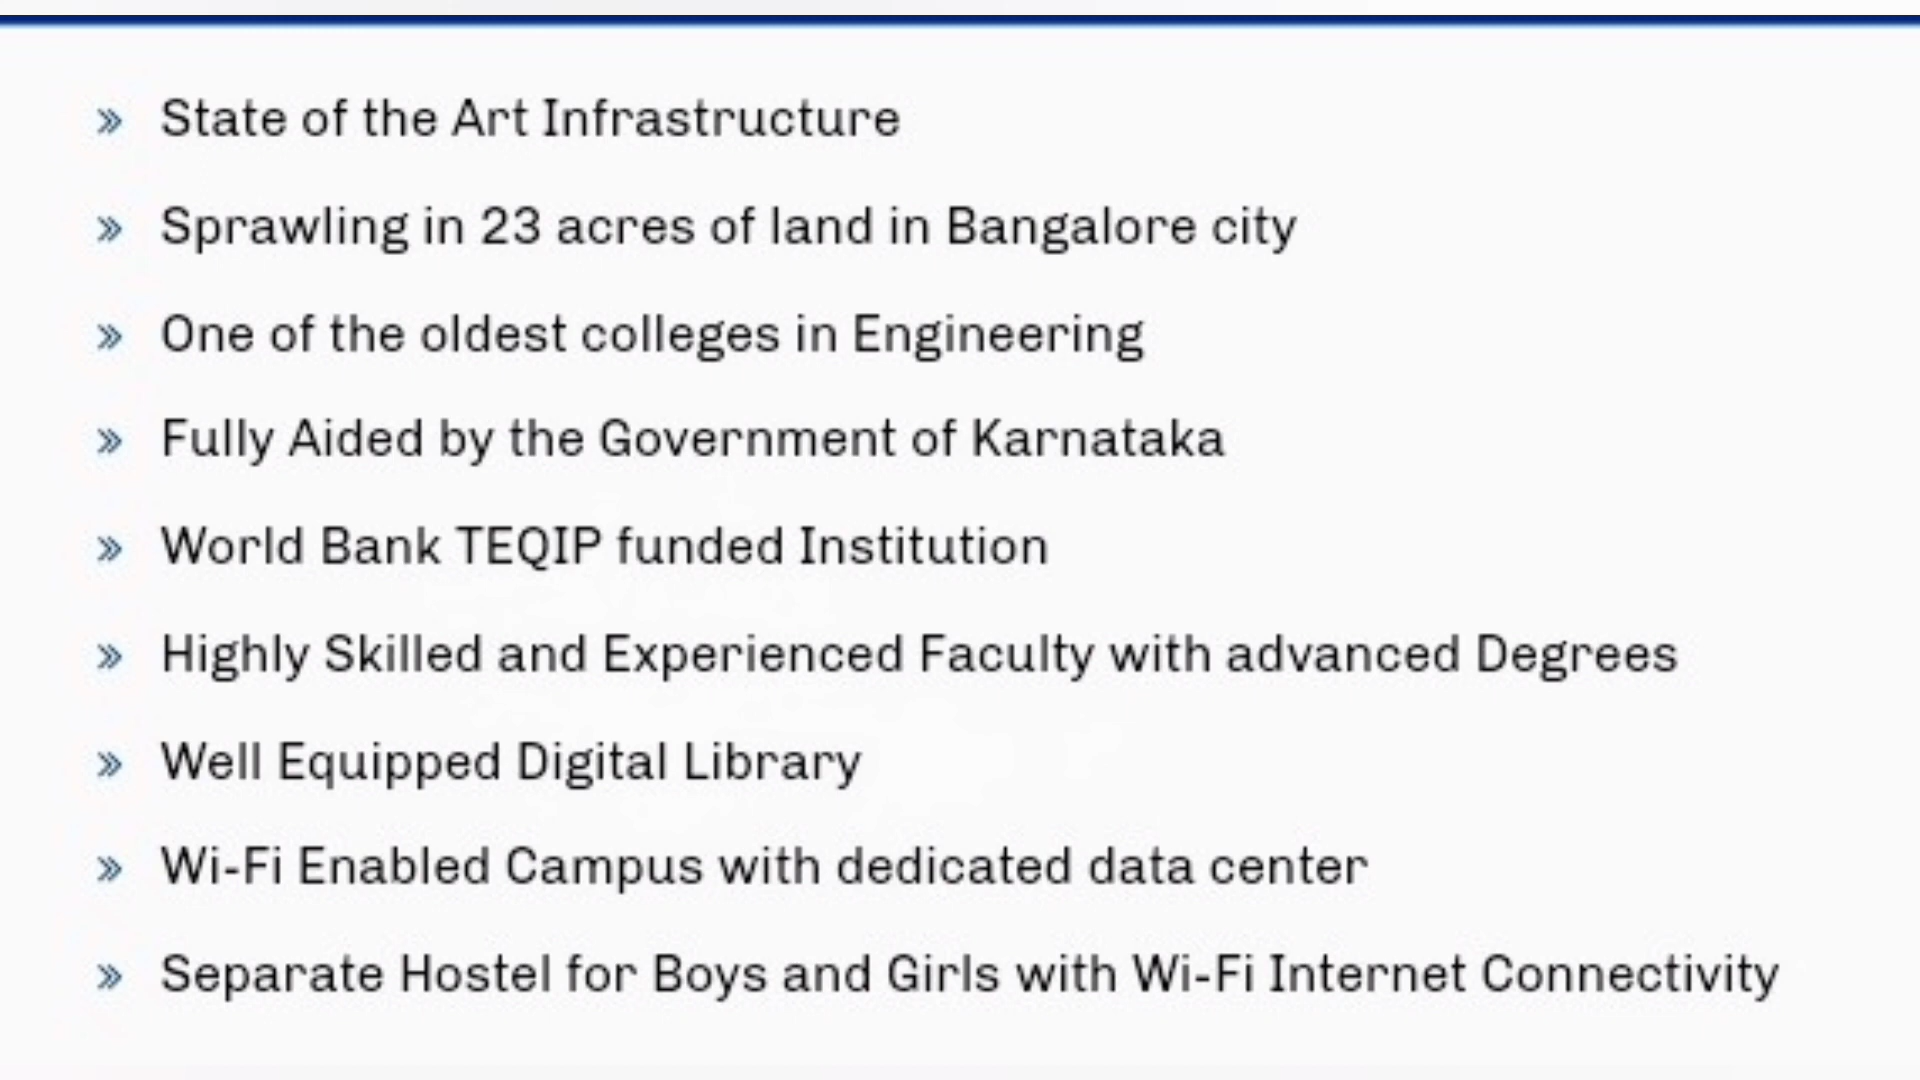 » State of the Art Infrastructure
» Sprawling in 23 acres of land in Bangalore city
» One of the oldest colleges in Engineering
» Fully Aided by the Government of Karnataka
» World Bank TEQIP funded Institution
» Highly Skilled and Experienced Faculty with advanced Degrees
» Well Equipped Digital Library
» Wi-Fi Enabled Campus with dedicated data center
» Separate Hostel for Boys and Girls with Wi-Fi Internet Connectivity